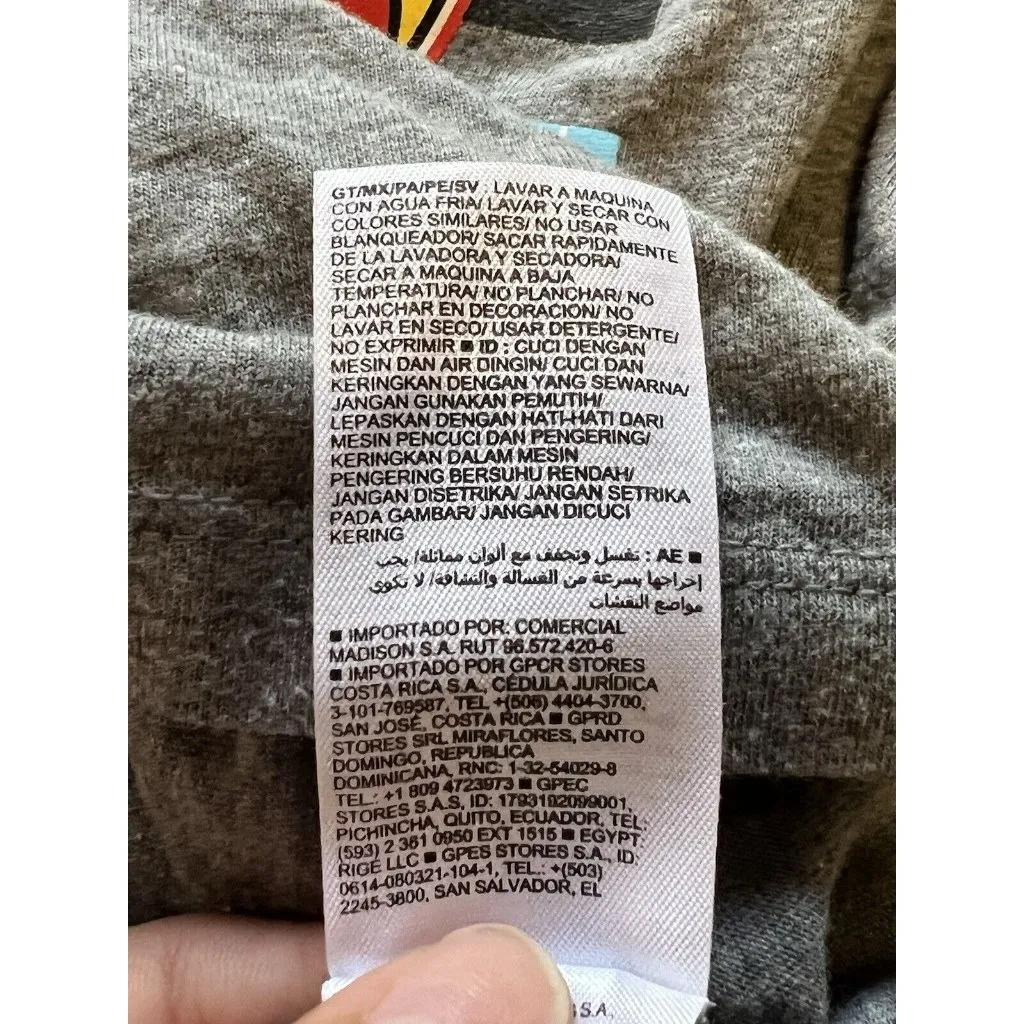 GT/MX/PA/PE/SV : LAVAR A MAQUINA
CON AGUA FRIA/ LAVAR Y SECAR CON
COLORES SIMILARES/ NO USAR
BLANQUEADOR/ SACAR RAPIDAMENTE
DE LA LAVADORA Y SECADORA/
SECAR A MAQUINA A BAJA
TEMPERATURA/ NO PLANCHAR/ NO
PLANCHAR EN DECORACION/ NO
LAVAR EN SECO/ USAR DETERGENTE/
NO EXPRIMIR ■ ID : CUCI DENGAN
MESIN DAN AIR DINGIN/ CUCI DAN
KERINGKAN DENGAN YANG SEWARNA/
JANGAN GUNAKAN PEMUTIH/
LEPASKAN DENGAN HATI-HATI DARI
MESIN PENCUCI DAN PENGERING/
KERINGKAN DALAM MESIN
PENGERING BERSUHU RENDAH/
JANGAN DISETRIKA/ JANGAN SETRIKA
PADA GAMBAR/ JANGAN DICUCI
KERING
■ AE : تغسل وتجفف مع ألوان مماثلة/ يجب
إخراجها بسرعة من الغسالة والنشافة/ لا تكوى
مواضع النقشات
■ IMPORTADO POR: COMERCIAL
MADISON S.A. RUT 96.572.420-6
■ IMPORTADO POR GPCR STORES
COSTA RICA S.A., CÉDULA JURÍDICA
3-101-769587, TEL +(506) 4404-3700,
SAN JOSÉ, COSTA RICA ■ GPRD
STORES SRL MIRAFLORES, SANTO
DOMINGO, REPUBLICA
DOMINICANA, RNC: 1-32-54029-8
TEL.: +1 809 4723973 ■ GPEC
STORES S.A.S, ID: 1793192099001,
PICHINCHA, QUITO, ECUADOR, TEL.:
(593) 2 361 0950 EXT 1515 ■ EGYPT:
RIGE LLC ■ GPES STORES S.A., ID:
0614-080321-104-1, TEL.: +(503)
2245-3800, SAN SALVADOR, EL
S.A.